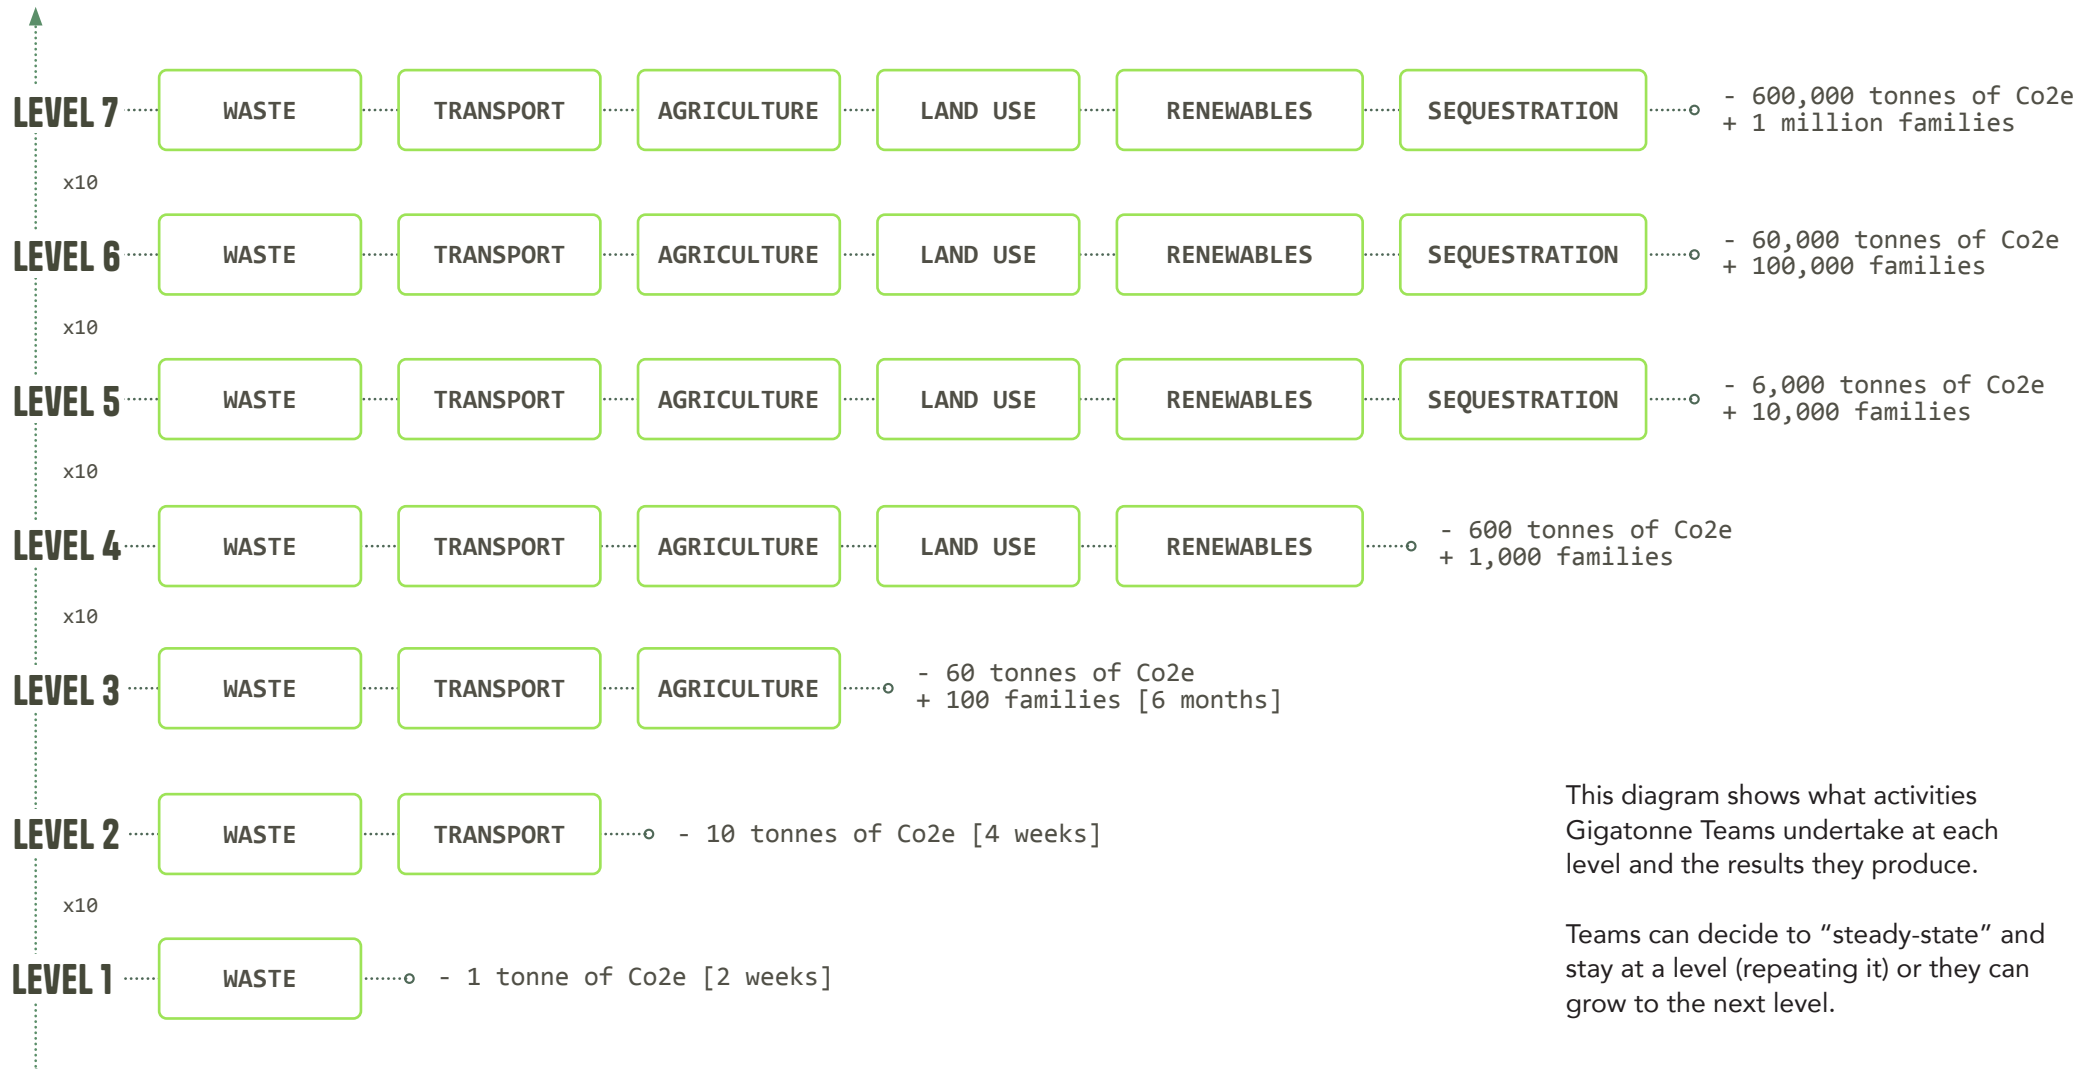 LEVEL 7 WASTE TRANSPORT AGRICULTURE LAND USE RENEWABLES SEQUESTRATION - 600,000 tonnes of Co2e
+ 1 million families
x10
LEVEL 6 WASTE TRANSPORT AGRICULTURE LAND USE RENEWABLES SEQUESTRATION - 60,000 tonnes of Co2e
+ 100,000 families
x10
LEVEL 5 WASTE TRANSPORT AGRICULTURE LAND USE RENEWABLES SEQUESTRATION - 6,000 tonnes of Co2e
+ 10,000 families
x10
LEVEL 4 WASTE TRANSPORT AGRICULTURE LAND USE RENEWABLES - 600 tonnes of Co2e
+ 1,000 families
x10
LEVEL 3 WASTE TRANSPORT AGRICULTURE - 60 tonnes of Co2e
+ 100 families [6 months]
LEVEL 2 WASTE TRANSPORT - 10 tonnes of Co2e [4 weeks]
x10
LEVEL 1 WASTE - 1 tonne of Co2e [2 weeks]
This diagram shows what activities
Gigatonne Teams undertake at each
level and the results they produce.
Teams can decide to “steady-state” and
stay at a level (repeating it) or they can
grow to the next level.